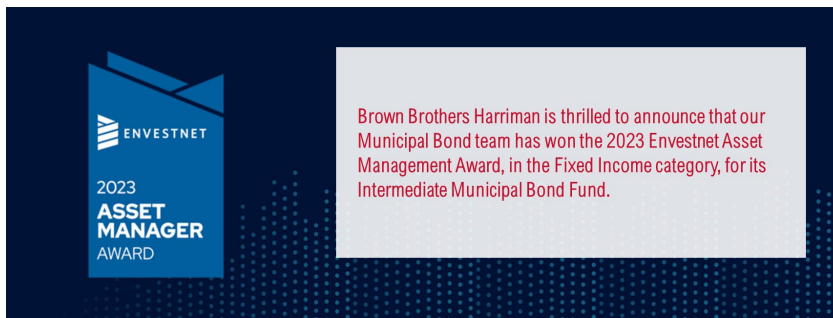 ENVESTNET
2023
ASSET
MANAGER
AWARD
Brown Brothers Harriman is thrilled to announce that our
Municipal Bond team has won the 2023 Envestnet Asset
Management Award, in the Fixed Income category, for its
Intermediate Municipal Bond Fund.